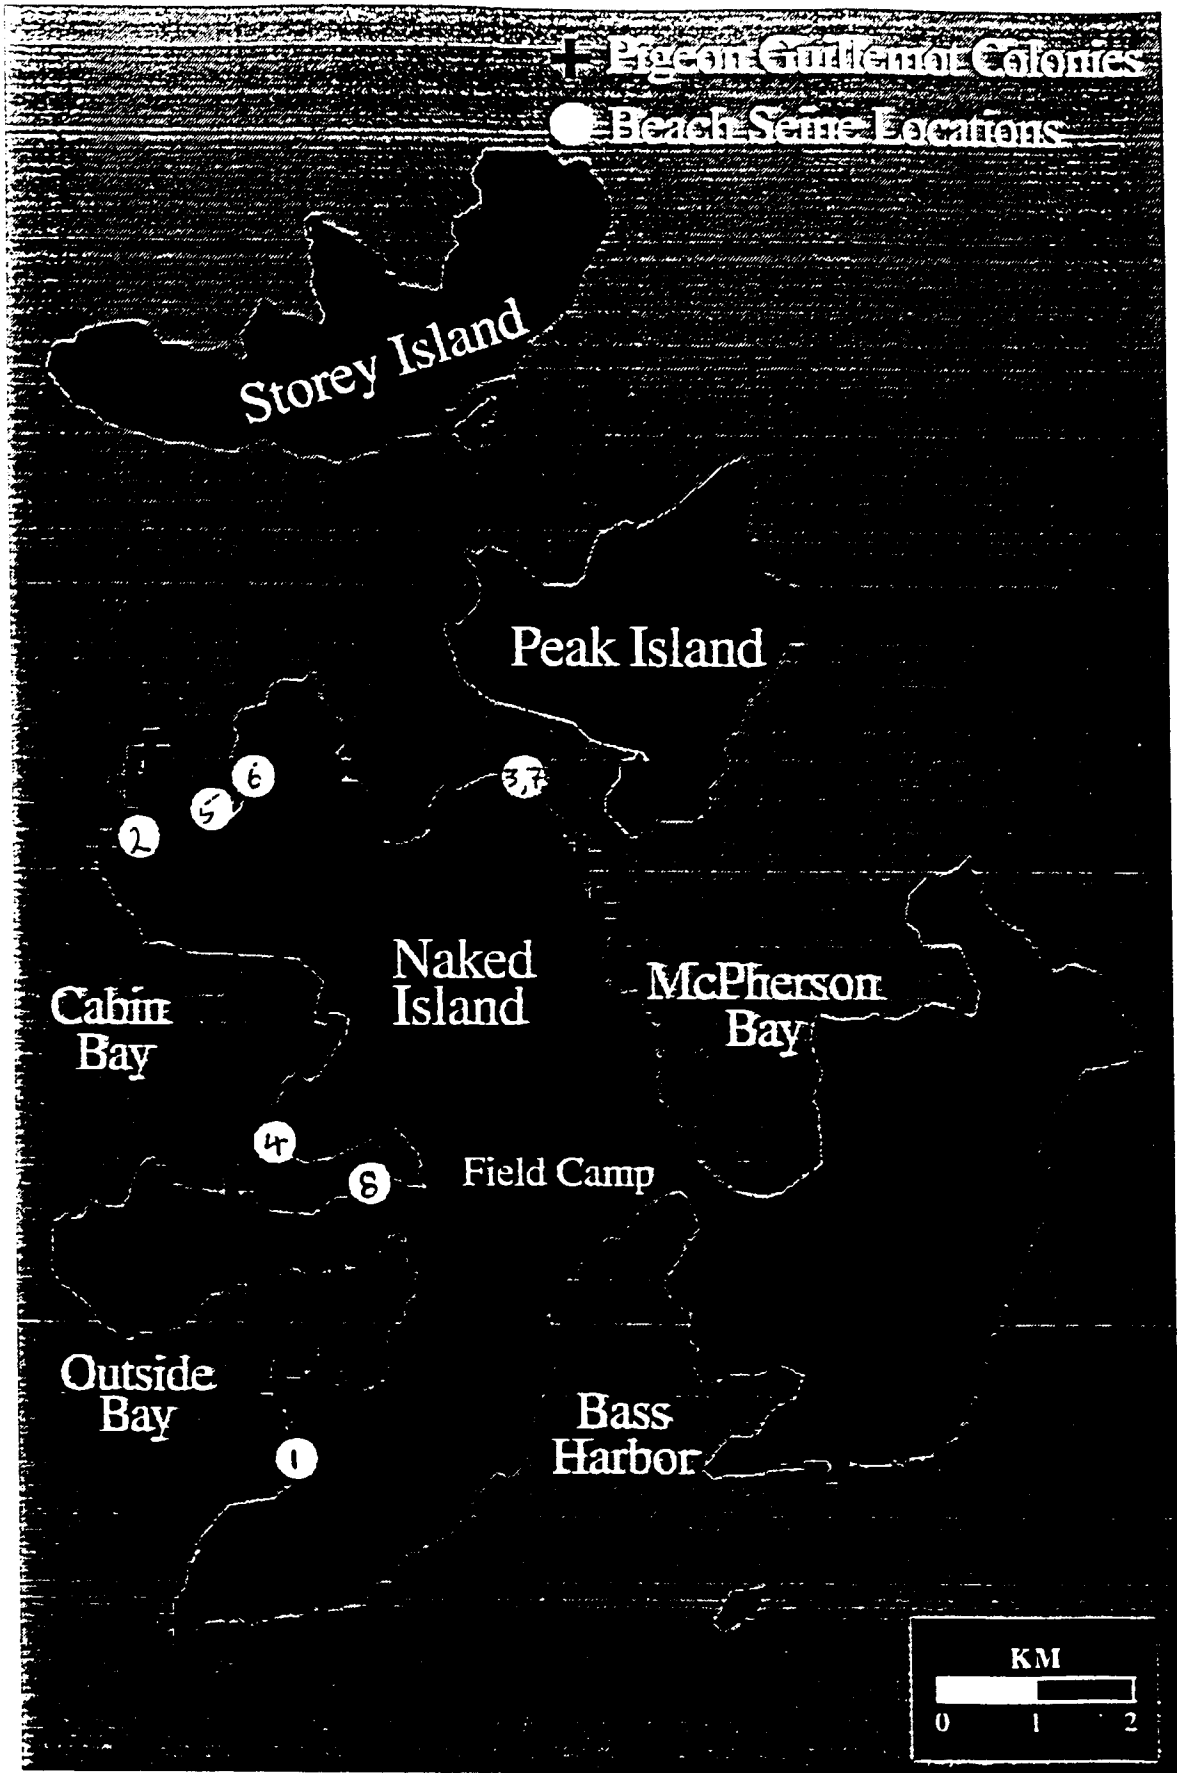 Pigeon Guillemot Colonies
Beach Seine Locations
Storey Island
Peak Island
6
3,7
5
2
Naked
Island
McPherson
Bay
Cabin
Bay
4
Field Camp
8
Outside
Bay
Bass
Harbor
1
KM
0 1 2